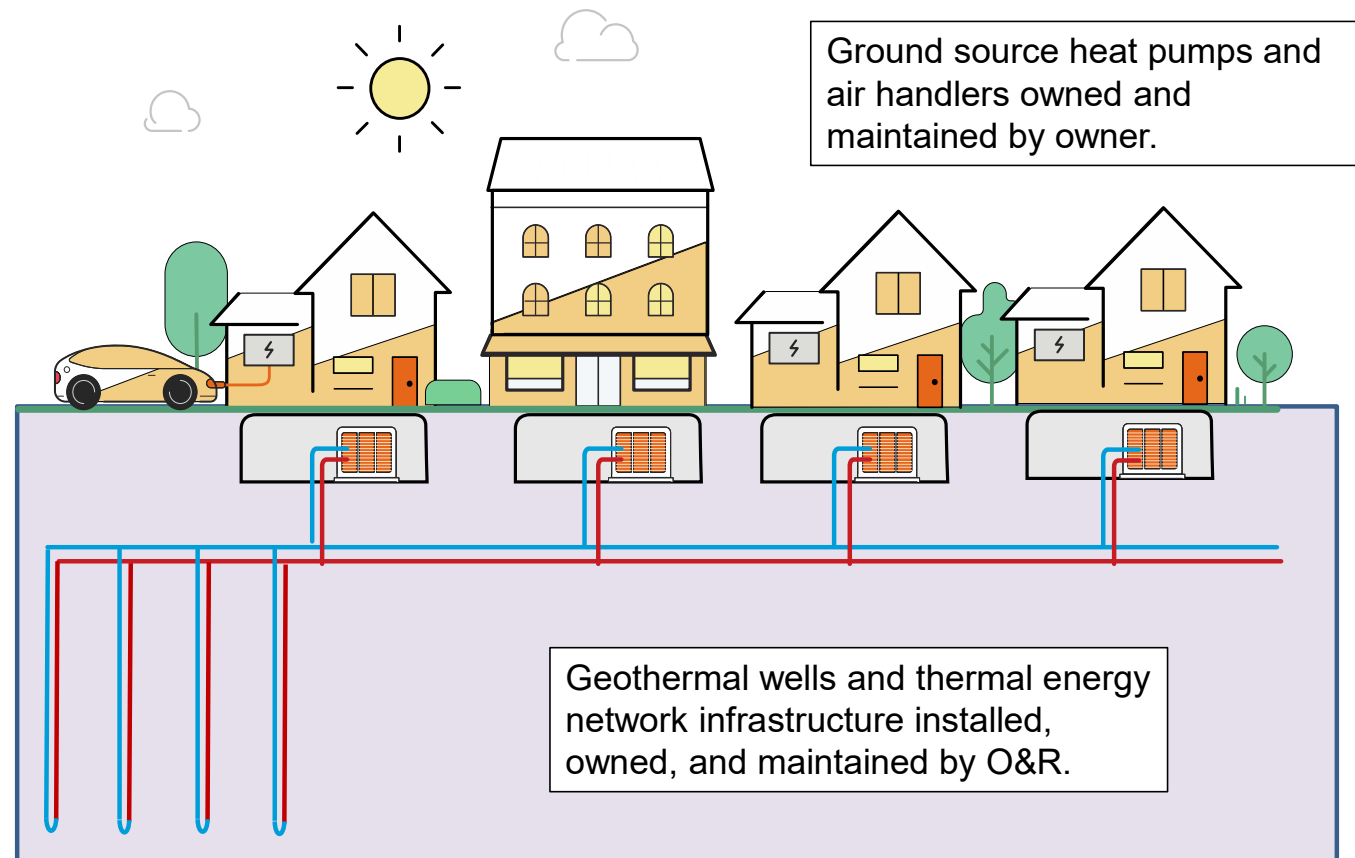 Ground source heat pumps and
air handlers owned and
maintained by owner.
Geothermal wells and thermal energy
network infrastructure installed,
owned, and maintained by O&R.